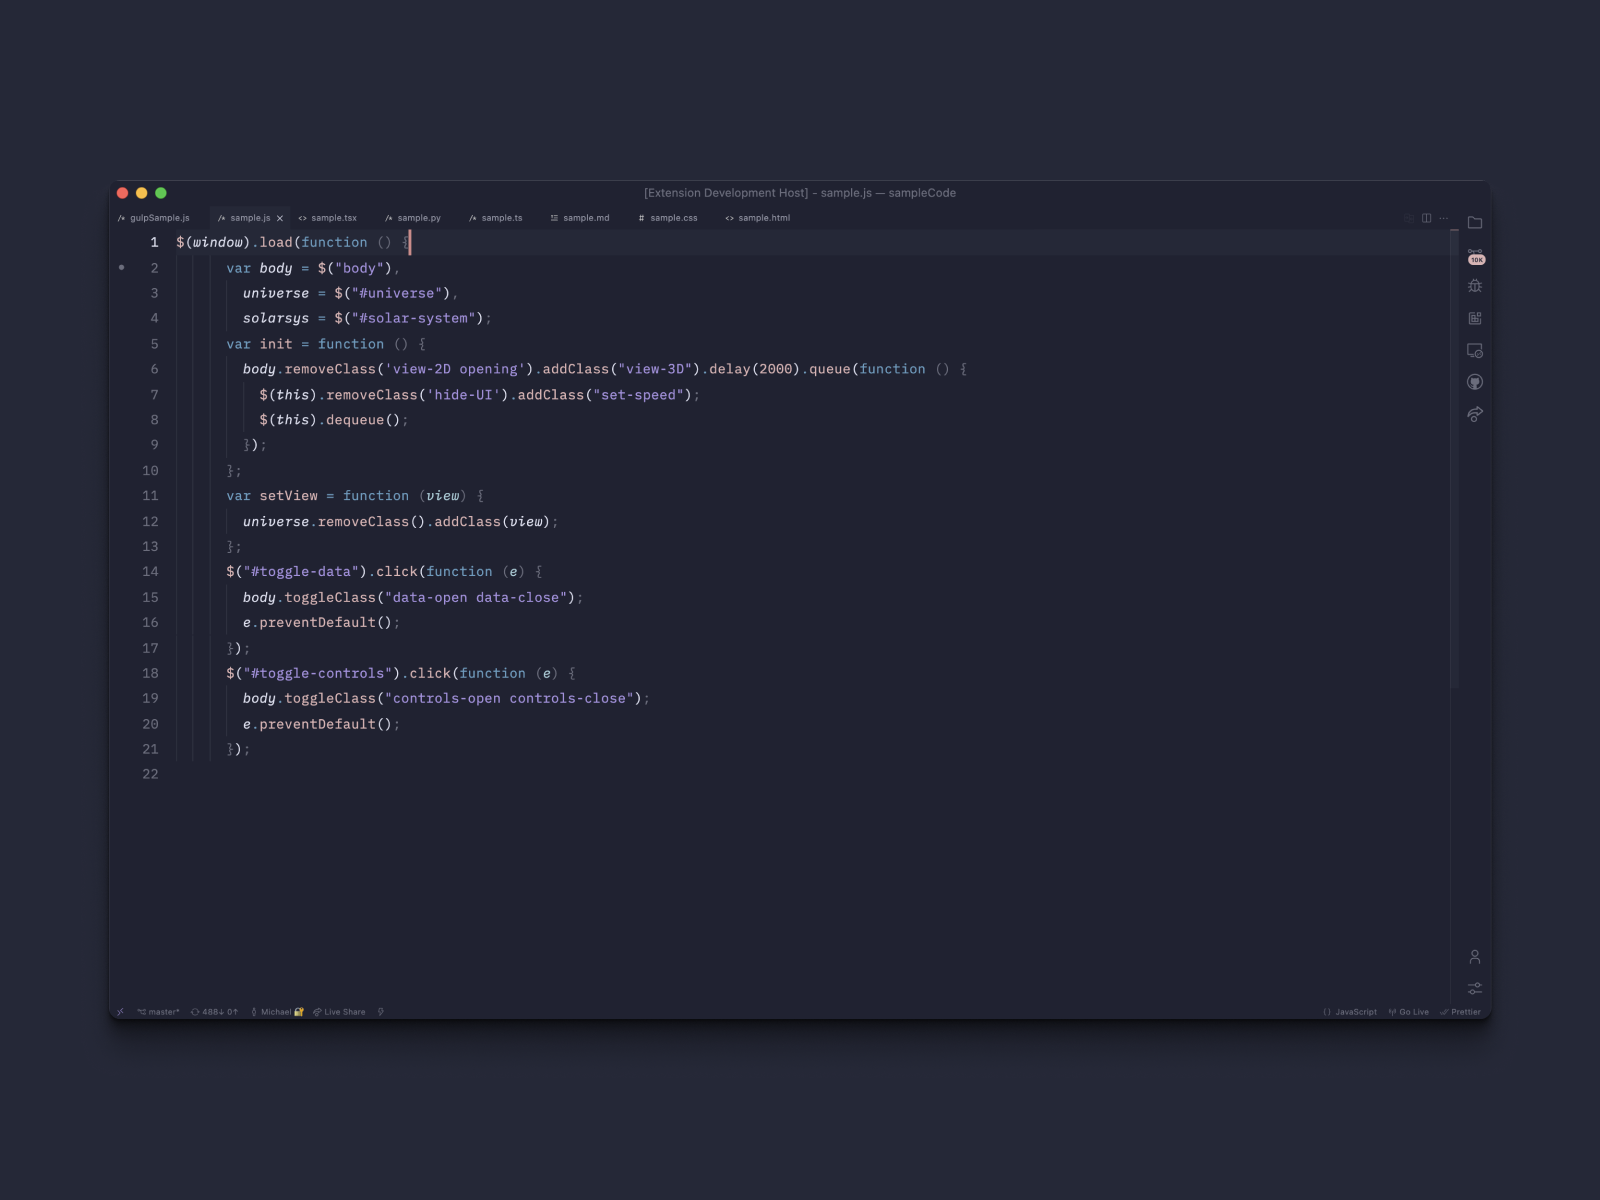 [Extension Development Host] - sample.js — sampleCode
gulpSample.js sample.js sample.tsx sample.py sample.ts sample.md # sample.css <> sample.html
1 $(window).load(function () {
2 var body = $("body"),
3 universe = $("#universe"),
4 solarsys = $("#solar-system");
5 var init = function () {
6 body.removeClass('view-2D opening').addClass("view-3D").delay(2000).queue(function () {
7 $(this).removeClass('hide-UI').addClass("set-speed");
8 $(this).dequeue();
9 });
10 };
11 var setView = function (view) {
12 universe.removeClass().addClass(view);
13 };
14 $("#toggle-data").click(function (e) {
15 body.toggleClass("data-open data-close");
16 e.preventDefault();
17 });
18 $("#toggle-controls").click(function (e) {
19 body.toggleClass("controls-open controls-close");
20 e.preventDefault();
21 });
22
10K
master* 488↓ 0↑ Michael 🔐 Live Share {} JavaScript Go Live Prettier